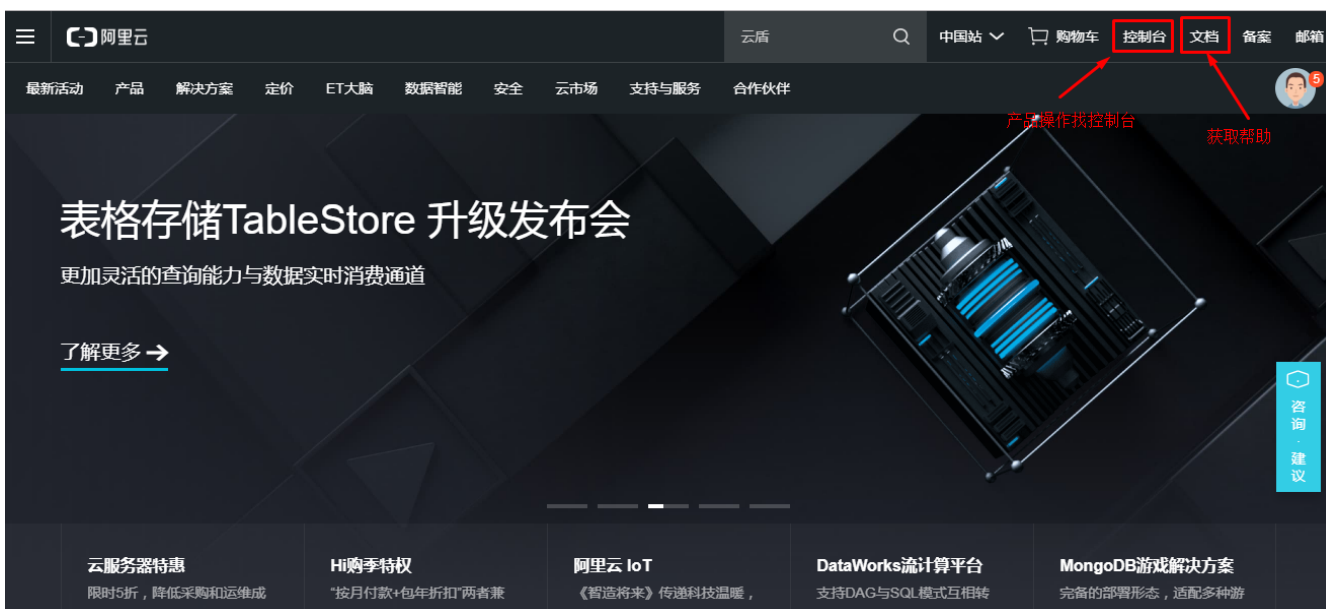 阿里云
云盾
中国站
购物车
控制台
文档
备案
邮箱
最新活动
产品
解决方案
定价
ET大脑
数据智能
安全
云市场
支持与服务
合作伙伴
5
产品操作找控制台
获取帮助
表格存储TableStore 升级发布会
更加灵活的查询能力与数据实时消费通道
了解更多
咨询·建议
云服务器特惠
限时5折，降低采购和运维成
Hi购季特权
“按月付款+包年折扣”两者兼
阿里云 IoT
《智造将来》传递科技温暖，
DataWorks流计算平台
支持DAG与SQL模式互相转
MongoDB游戏解决方案
完备的部署形态，适配多种游